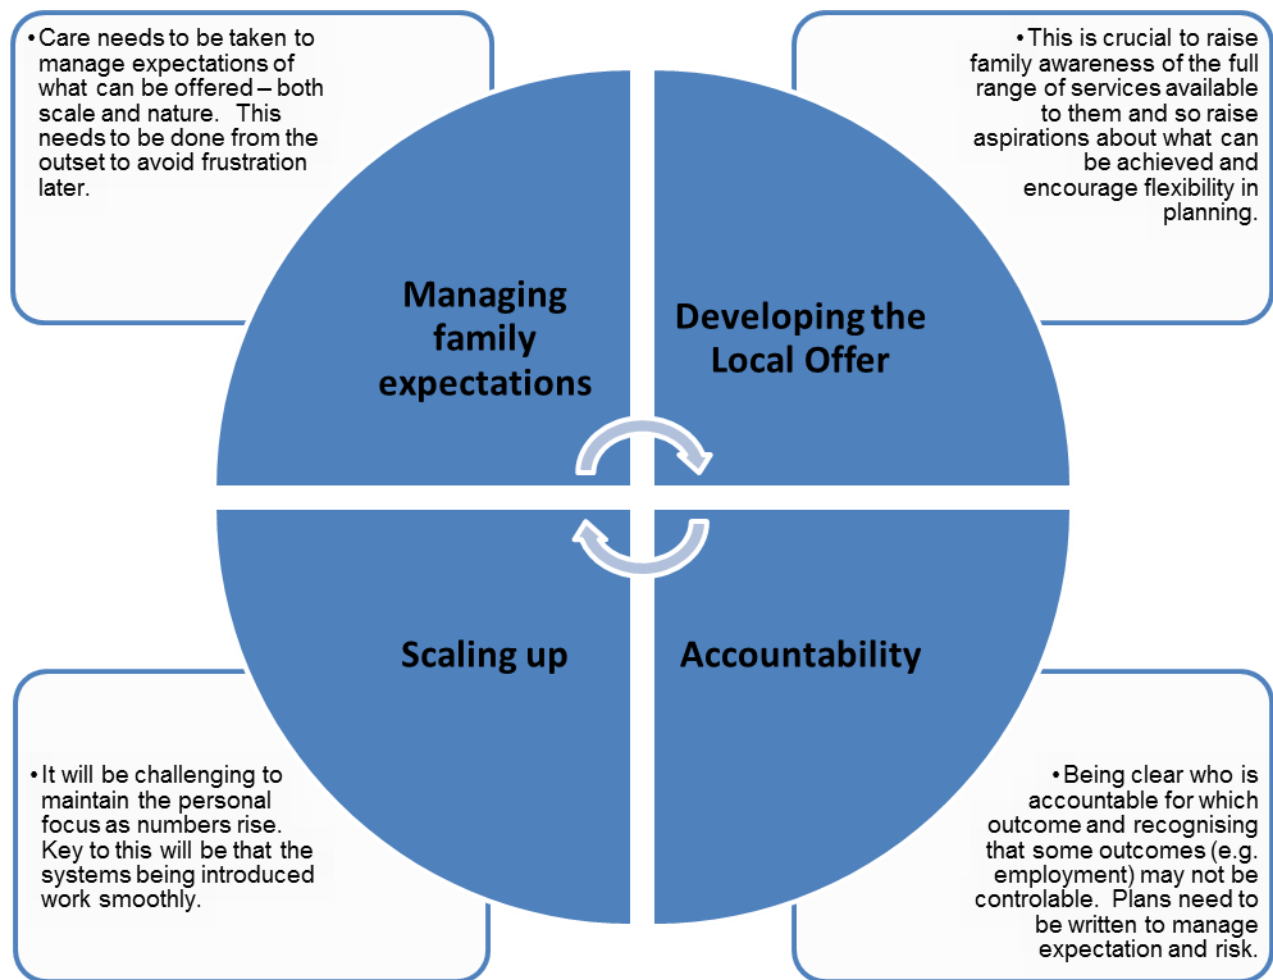 •Care needs to be taken to
manage expectations of
what can be offered – both
scale and nature. This
needs to be done from the
outset to avoid frustration
later.
•This is crucial to raise
family awareness of the full
range of services available
to them and so raise
aspirations about what can
be achieved and
encourage flexibility in
planning.
Managing
family
expectations
Developing the
Local Offer
Scaling up
Accountability
•It will be challenging to
maintain the personal
focus as numbers rise.
Key to this will be that the
systems being introduced
work smoothly.
•Being clear who is
accountable for which
outcome and recognising
that some outcomes (e.g.
employment) may not be
controlable. Plans need to
be written to manage
expectation and risk.